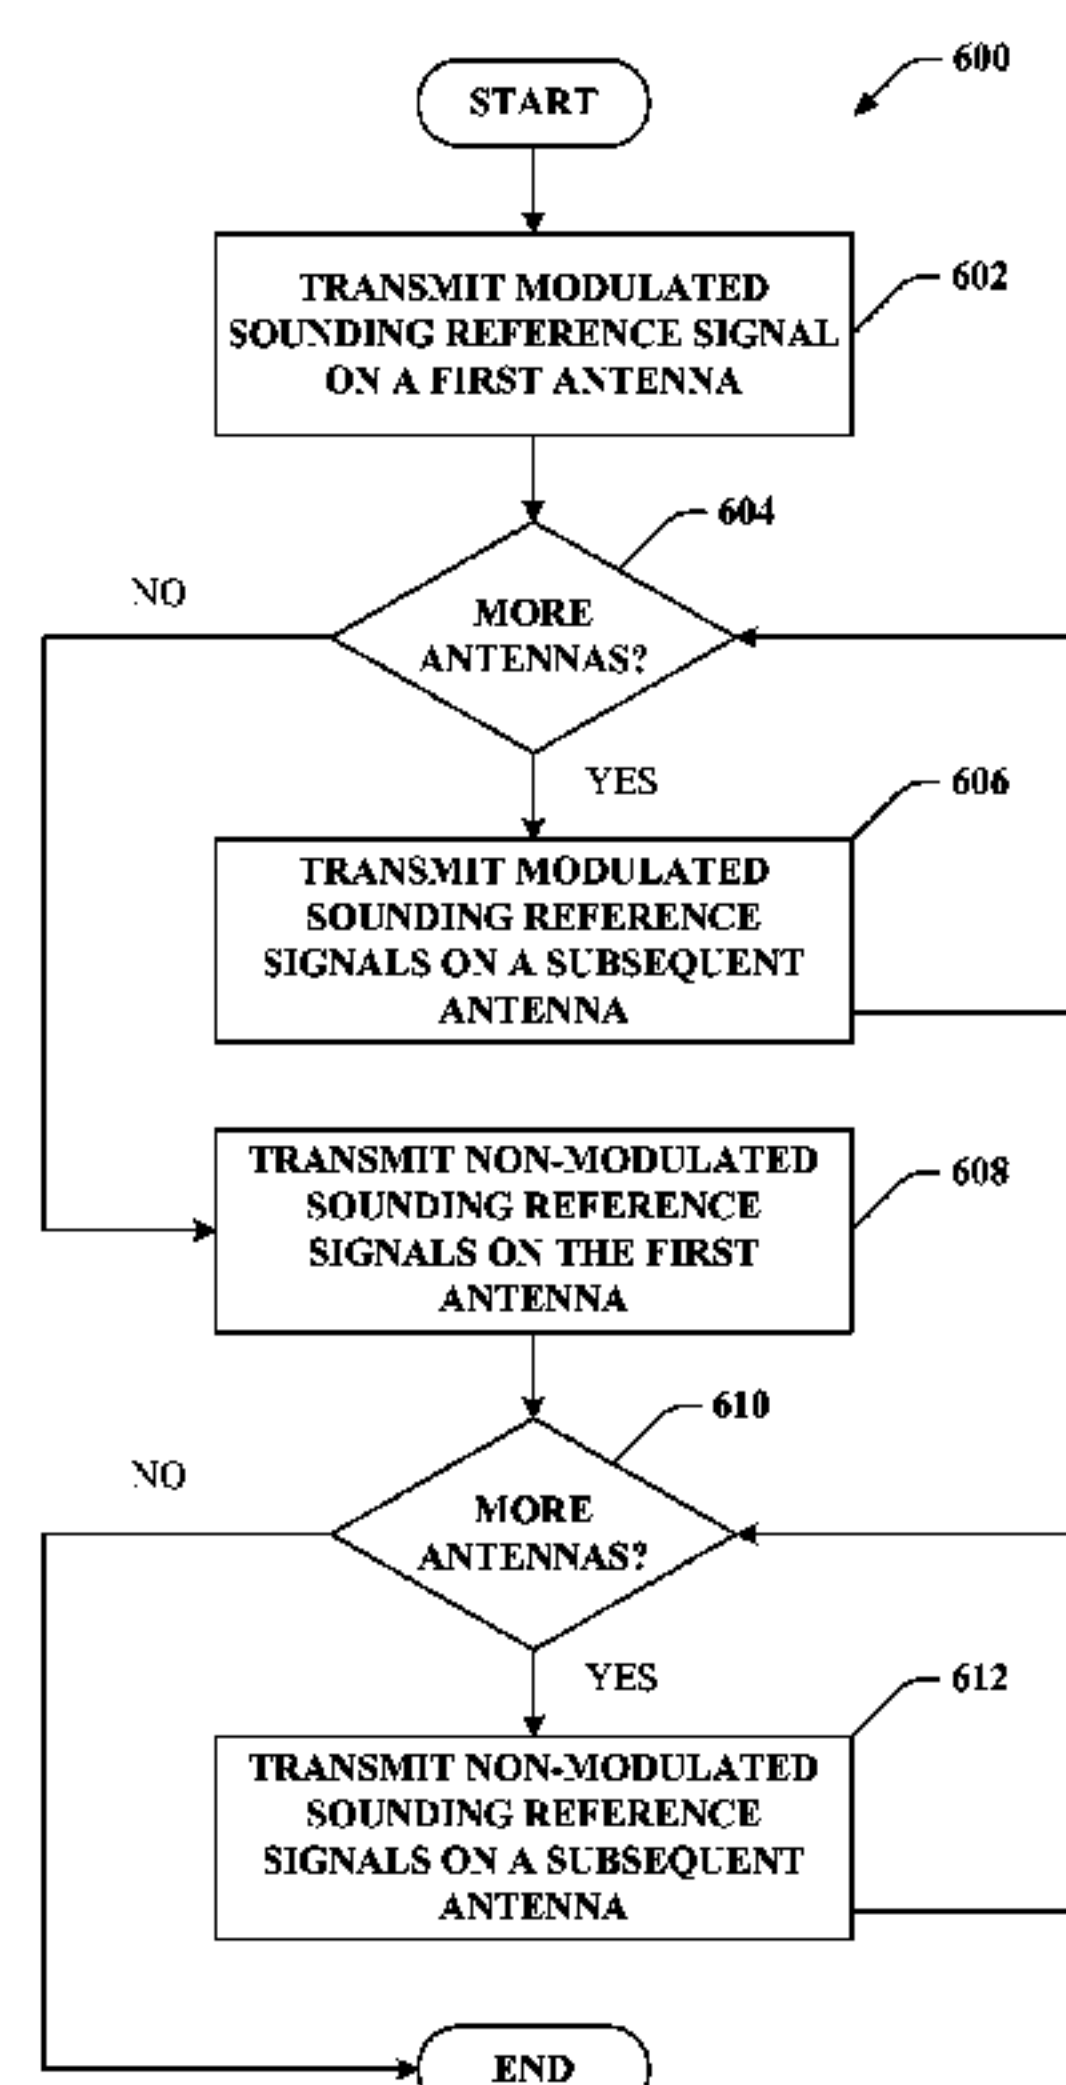 600
START
TRANSMIT MODULATED
SOUNDING REFERENCE SIGNAL
ON A FIRST ANTENNA
602
604
NO
MORE
ANTENNAS?
YES
606
TRANSMIT MODULATED
SOUNDING REFERENCE
SIGNALS ON A SUBSEQUENT
ANTENNA
TRANSMIT NON-MODULATED
SOUNDING REFERENCE
SIGNALS ON THE FIRST
ANTENNA
608
610
NO
MORE
ANTENNAS?
YES
612
TRANSMIT NON-MODULATED
SOUNDING REFERENCE
SIGNALS ON A SUBSEQUENT
ANTENNA
END